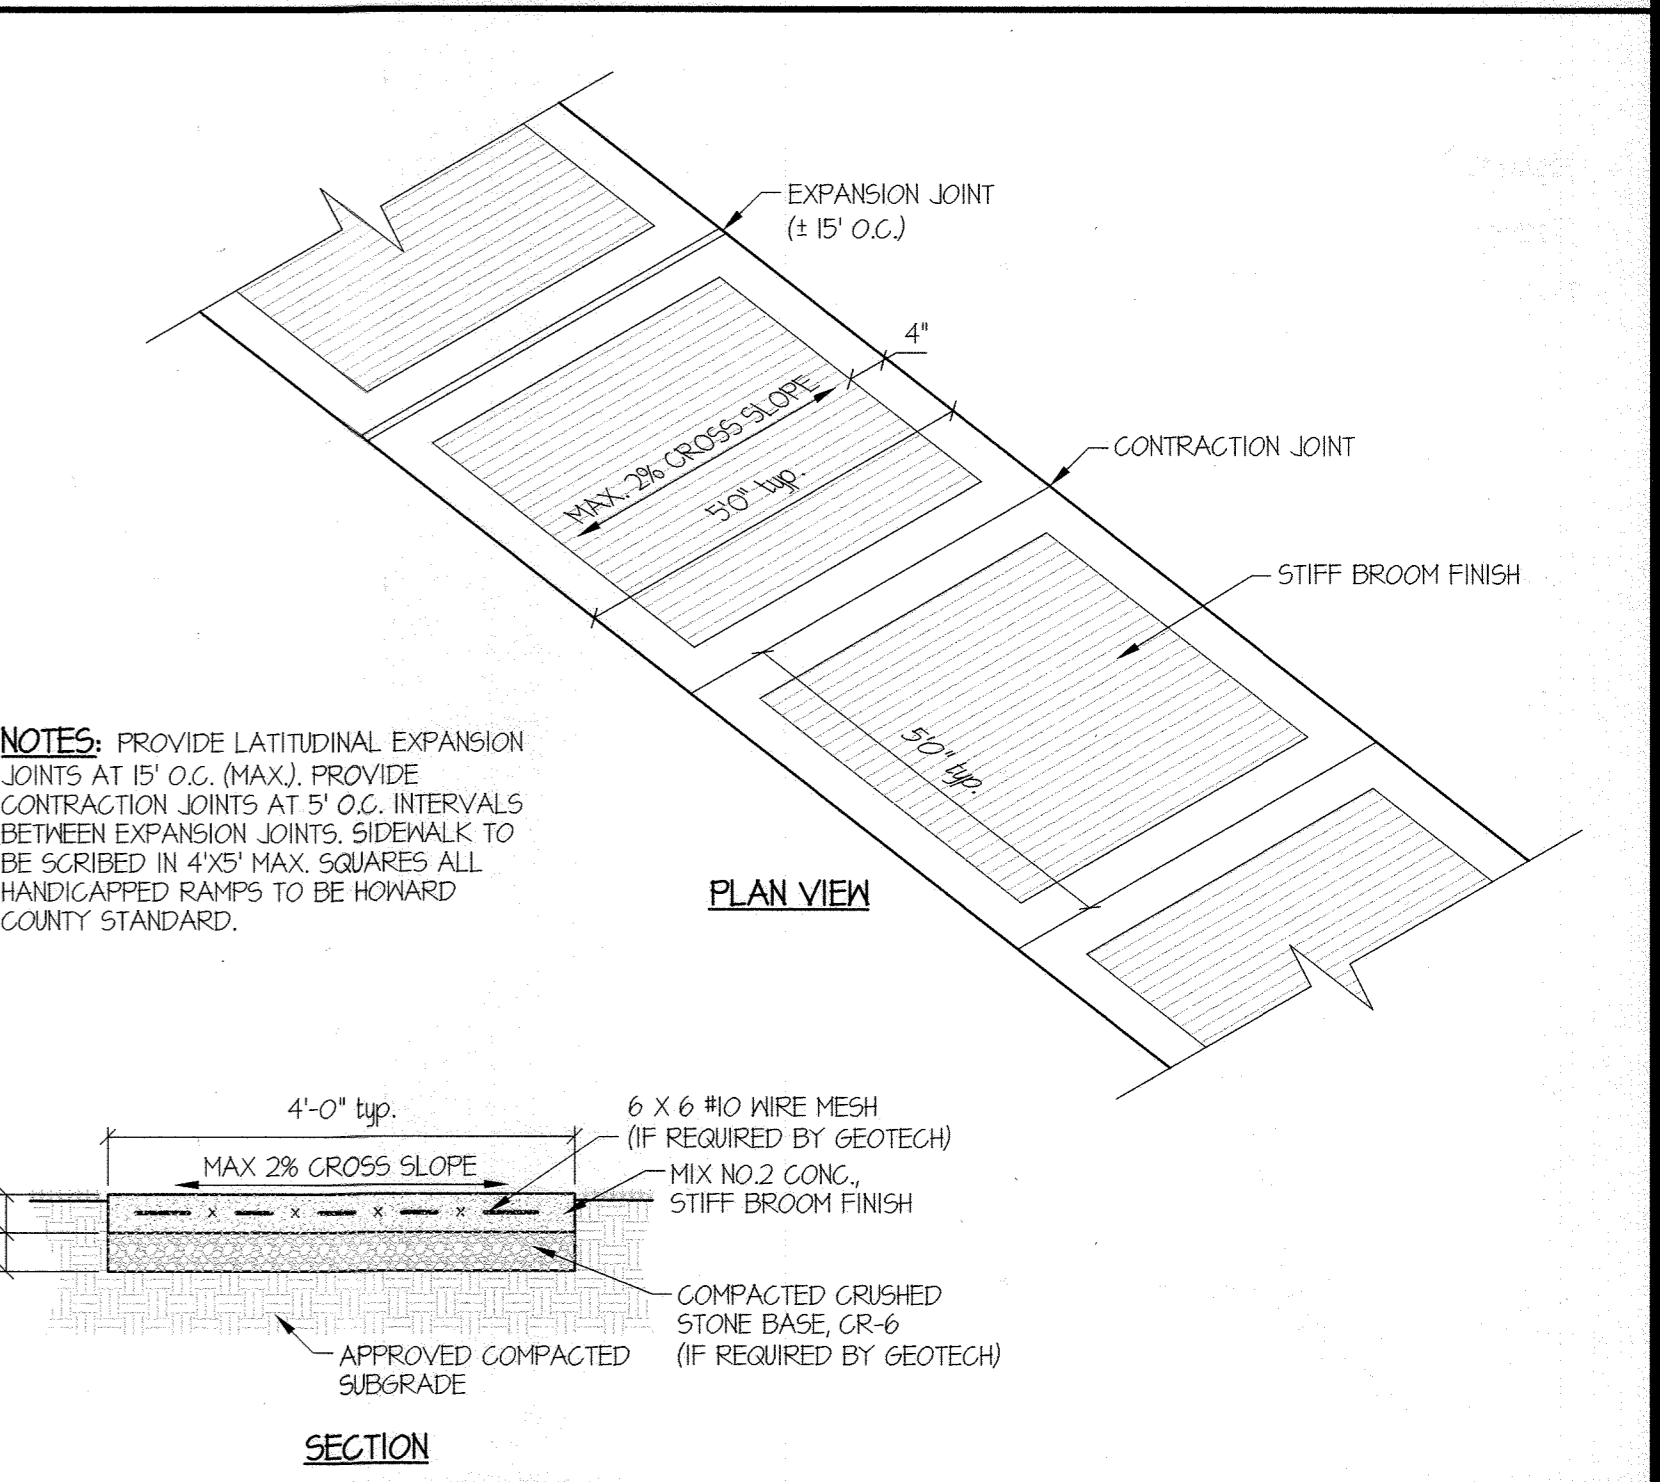 EXPANSION JOINT
(± 15' O.C.)
4"
MAX. 2% CROSS SLOPE
5'0" typ.
CONTRACTION JOINT
STIFF BROOM FINISH
5'0" typ.
NOTES: PROVIDE LATITUDINAL EXPANSION
JOINTS AT 15' O.C. (MAX.). PROVIDE
CONTRACTION JOINTS AT 5' O.C. INTERVALS
BETWEEN EXPANSION JOINTS. SIDEWALK TO
BE SCRIBED IN 4'X5' MAX. SQUARES ALL
HANDICAPPED RAMPS TO BE HOWARD
COUNTY STANDARD.
PLAN VIEW
4'-0" typ.
MAX 2% CROSS SLOPE
6 X 6 #10 WIRE MESH
(IF REQUIRED BY GEOTECH)
MIX NO.2 CONC.,
STIFF BROOM FINISH
x x x x
COMPACTED CRUSHED
STONE BASE, CR-6
(IF REQUIRED BY GEOTECH)
APPROVED COMPACTED
SUBGRADE
SECTION